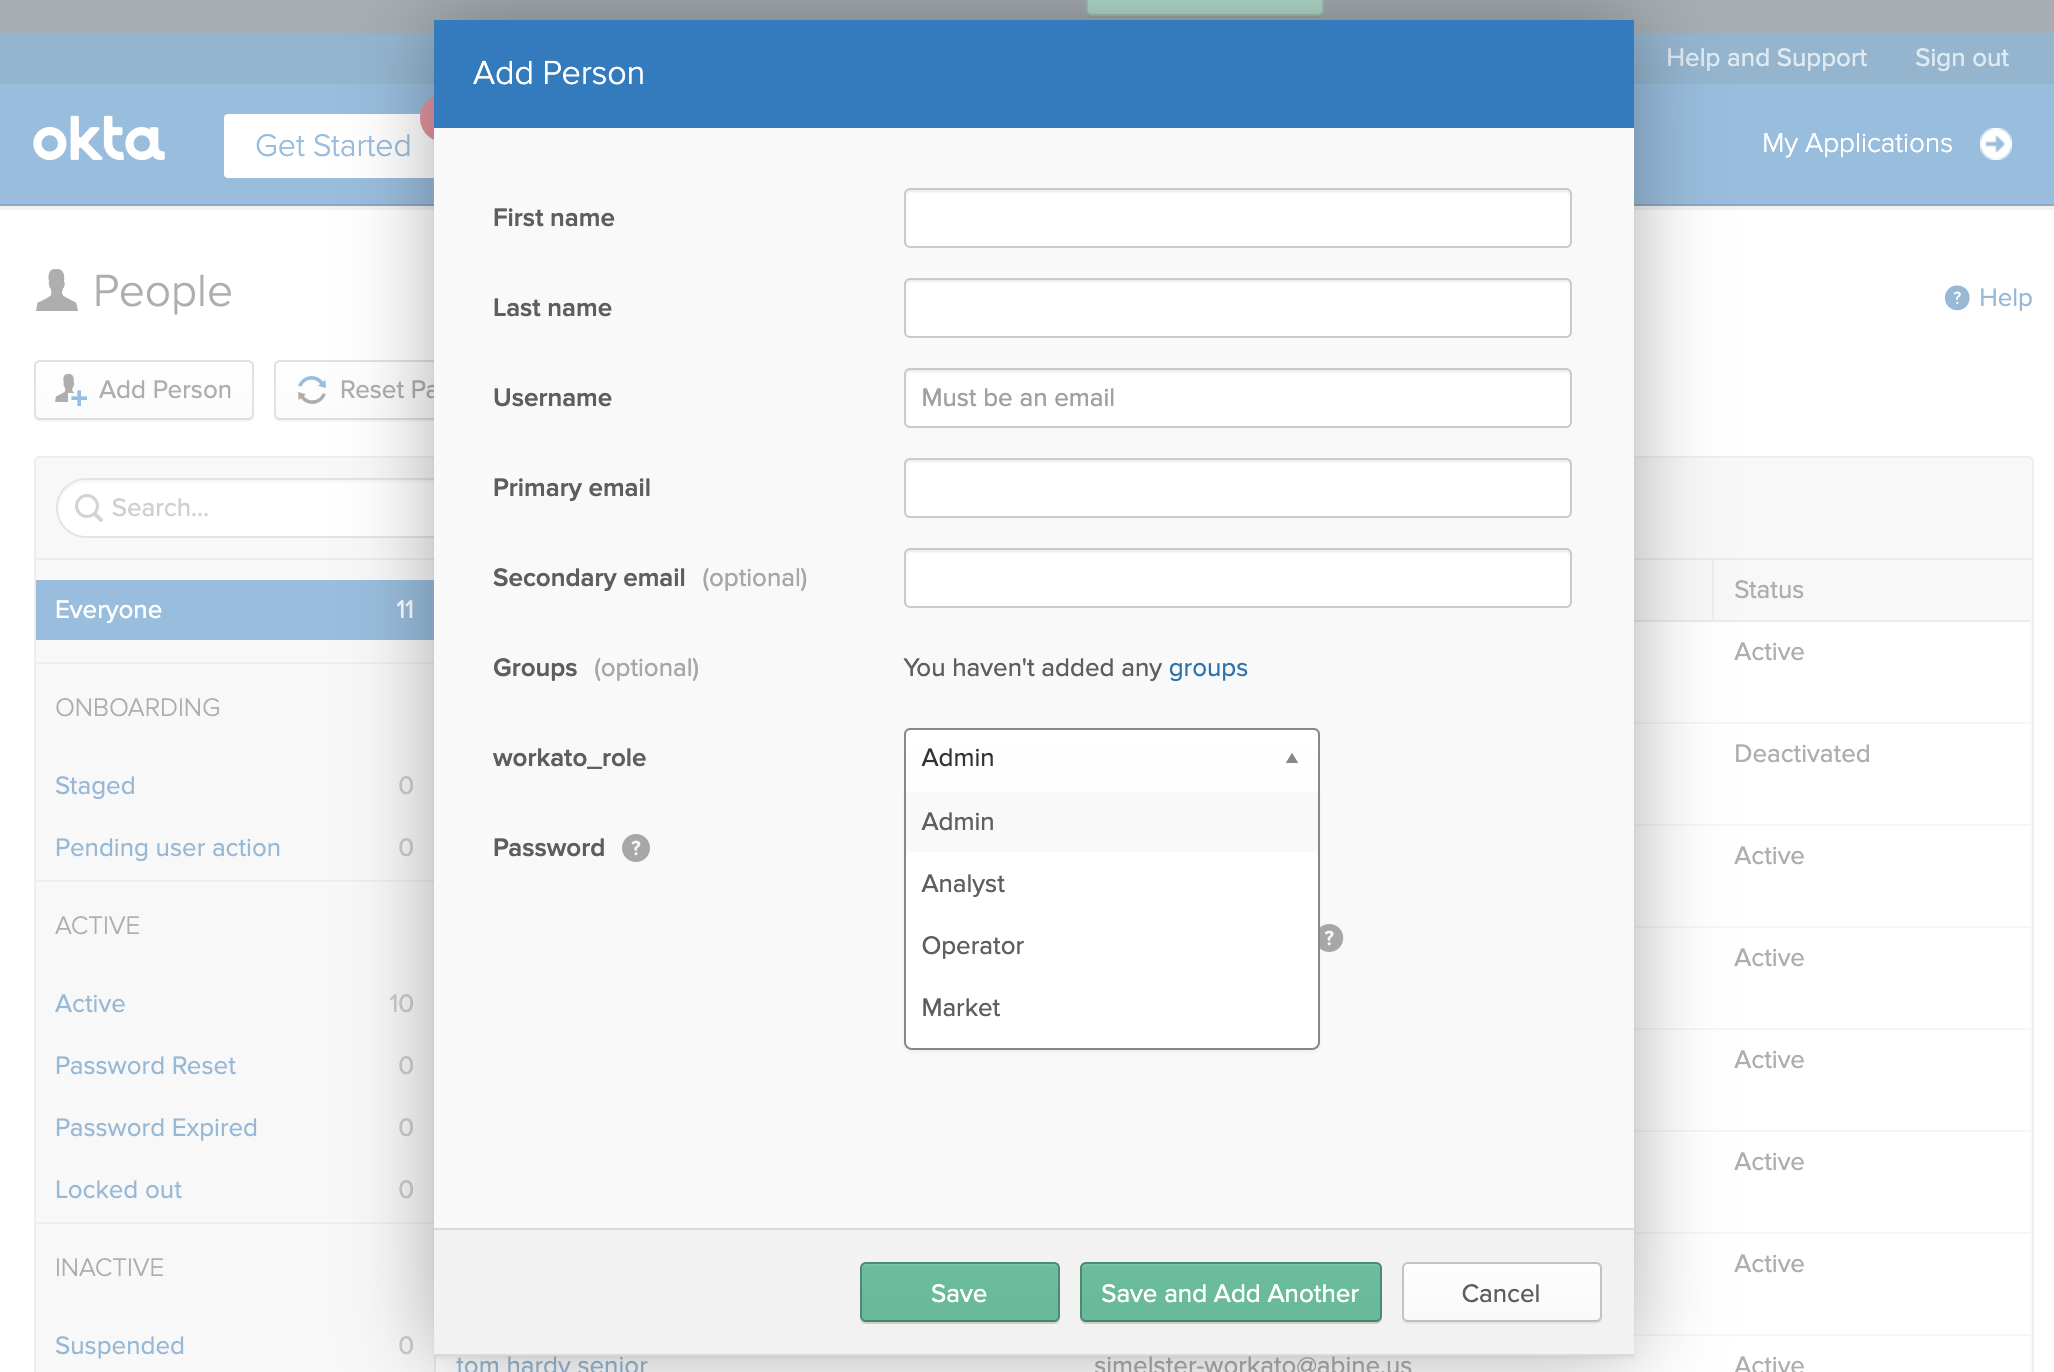 Help and Support Sign out
okta
Get Started
My Applications
Add Person
People
Help
Add Person
Reset Pa
Search...
Everyone 11
ONBOARDING
Staged 0
Pending user action 0
ACTIVE
Active 10
Password Reset 0
Password Expired 0
Locked out 0
INACTIVE
Suspended 0
First name
Last name
Username Must be an email
Primary email
Secondary email (optional)
Groups (optional) You haven't added any groups
workato_role Admin
Admin
Password ?
Analyst
Operator ?
Market
Save Save and Add Another Cancel
Status
Active
Deactivated
Active
Active
Active
Active
Active
tom hardy senior simelster-workato@abine.us Active